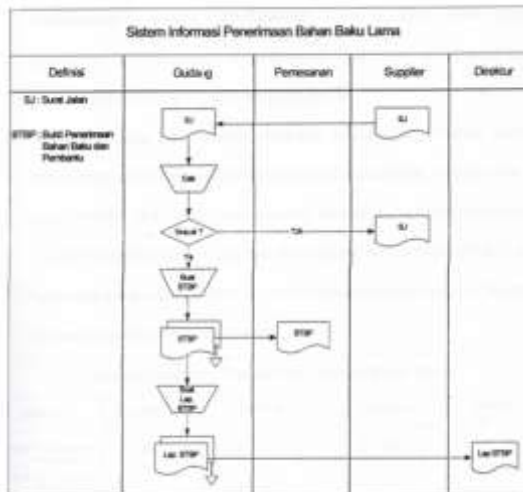 Sistem Informasi Penerimaan Bahan Baku Lama
Definisi
Gudang
Pemesanan
Supplier
Direktur
SJ : Surat Jalan
SJ
SJ
BTBP : Bukti Penerimaan
Bahan Baku dan
Pembantu
Cek
Sesuai ?
Tdk
SJ
Ya
Buat
BTBP
BTBP
BTBP
Buat
Lap.
BTBP
Lap. BTBP
Lap BTBP